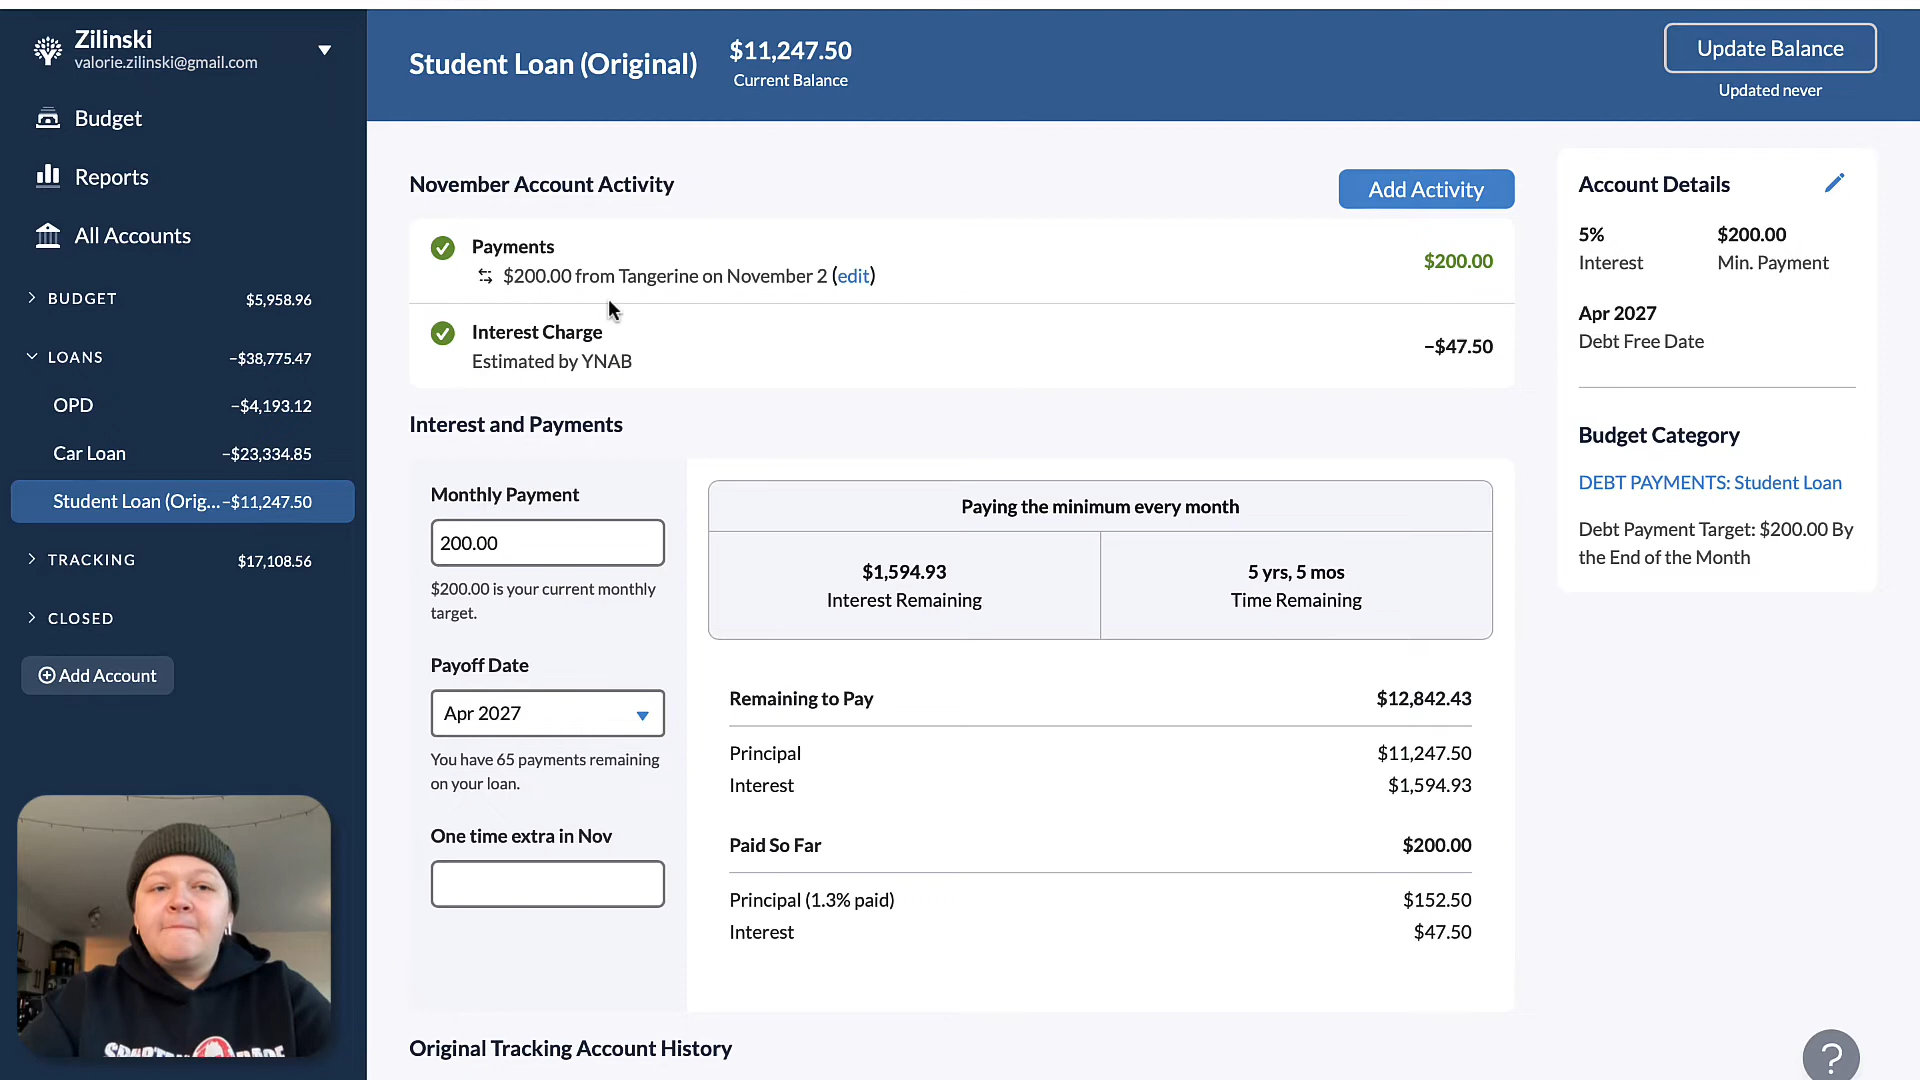 Zilinski
valorie.zilinski@gmail.com
Budget
Reports
All Accounts
BUDGET $5,958.96
LOANS −$38,775.47
OPD −$4,193.12
Car Loan −$23,334.85
Student Loan (Orig... −$11,247.50
TRACKING $17,108.56
CLOSED
Add Account
Student Loan (Original)
$11,247.50
Current Balance
Update Balance
Updated never
November Account Activity
Add Activity
Payments
$200.00 from Tangerine on November 2 (edit)
$200.00
Interest Charge
Estimated by YNAB
−$47.50
Interest and Payments
Monthly Payment
200.00
$200.00 is your current monthly
target.
Payoff Date
Apr 2027
You have 65 payments remaining
on your loan.
One time extra in Nov
Paying the minimum every month
$1,594.93
Interest Remaining
5 yrs, 5 mos
Time Remaining
Remaining to Pay $12,842.43
Principal $11,247.50
Interest $1,594.93
Paid So Far $200.00
Principal (1.3% paid) $152.50
Interest $47.50
Original Tracking Account History
Account Details
5%
Interest
$200.00
Min. Payment
Apr 2027
Debt Free Date
Budget Category
DEBT PAYMENTS: Student Loan
Debt Payment Target: $200.00 By
the End of the Month
?